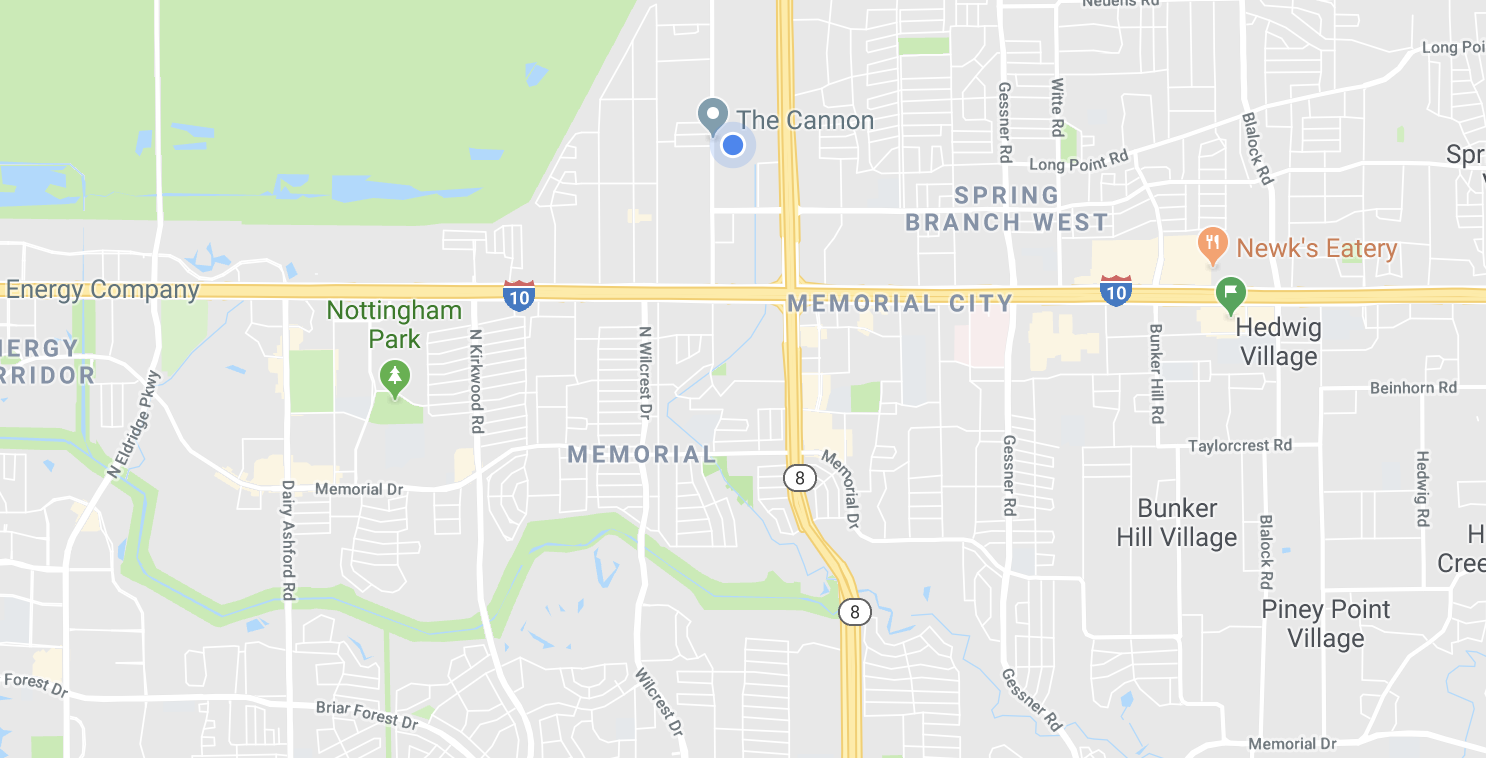 Neuens Rd
Long Poi
The Cannon
Gessner Rd
Witte Rd
Blalock Rd
Long Point Rd
Spr
SPRING
BRANCH WEST
Newk's Eatery
Energy Company
10
10
MEMORIAL CITY
Nottingham
Park
Hedwig
Village
NERGY
RRIDOR
N Eldridge Pkwy
N Kirkwood Rd
N Wilcrest Dr
Bunker Hill Rd
Beinhorn Rd
MEMORIAL
Taylorcrest Rd
8
Memorial Dr
Memorial Dr
Dairy Ashford Rd
Gessner Rd
Hedwig Rd
Bunker
Hill Village
Blalock Rd
H
Cree
8
Piney Point
Village
Forest Dr
Briar Forest Dr
Wilcrest Dr
Gessner Rd
Memorial Dr